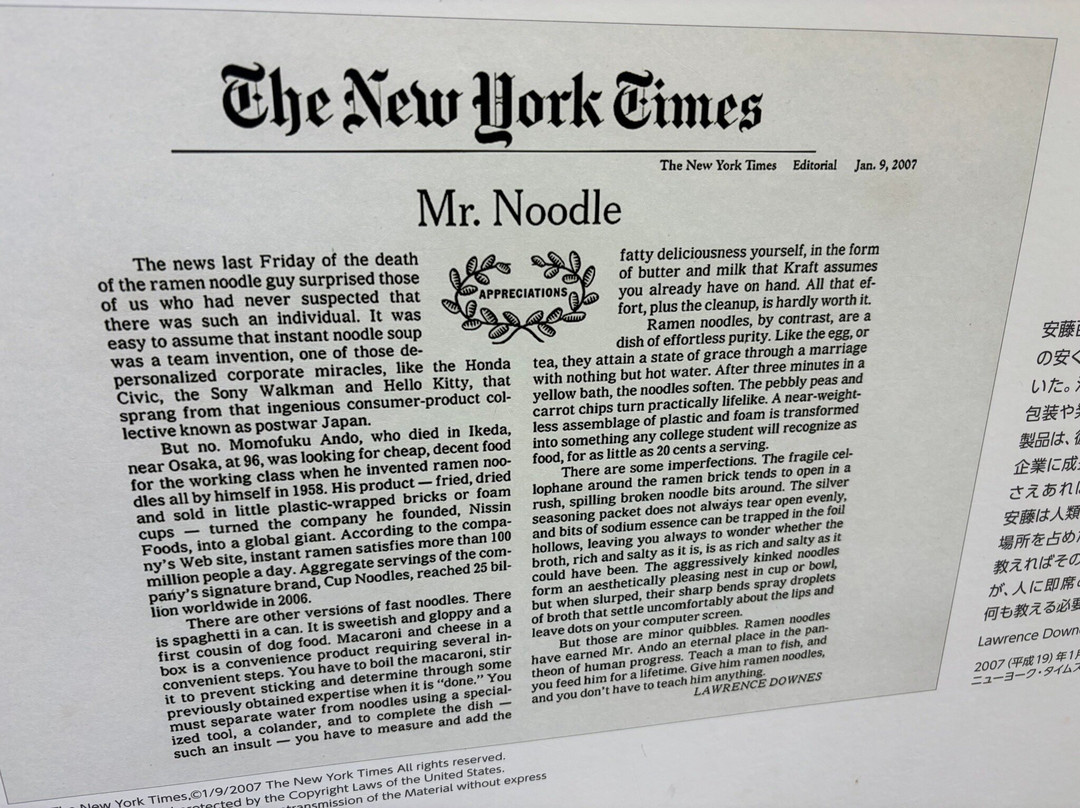 The New York Times
The New York Times Editorial Jan. 9, 2007
Mr. Noodle
The news last Friday of the death
of the ramen noodle guy surprised those
of us who had never suspected that
there was such an individual. It was
easy to assume that instant noodle soup
was a team invention, one of those de-
personalized corporate miracles, like the Honda
Civic, the Sony Walkman and Hello Kitty, that
sprang from that ingenious consumer-product col-
lective known as postwar Japan.
But no. Momofuku Ando, who died in Ikeda,
near Osaka, at 96, was looking for cheap, decent food
for the working class when he invented ramen noo-
dles all by himself in 1958. His product — fried, dried
and sold in little plastic-wrapped bricks or foam
cups — turned the company he founded, Nissin
Foods, into a global giant. According to the compa-
ny's Web site, instant ramen satisfies more than 100
million people a day. Aggregate servings of the com-
pany's signature brand, Cup Noodles, reached 25 bil-
lion worldwide in 2006.
There are other versions of fast noodles. There
is spaghetti in a can. It is sweetish and gloppy and a
first cousin of dog food. Macaroni and cheese in a
box is a convenience product requiring several in-
convenient steps. You have to boil the macaroni, stir
it to prevent sticking and determine through some
previously obtained expertise when it is "done." You
must separate water from noodles using a special-
ized tool, a colander, and to complete the dish —
such an insult — you have to measure and add the
APPRECIATIONS
fatty deliciousness yourself, in the form
of butter and milk that Kraft assumes
you already have on hand. All that ef-
fort, plus the cleanup, is hardly worth it.
Ramen noodles, by contrast, are a
dish of effortless purity. Like the egg, or
tea, they attain a state of grace through a marriage
with nothing but hot water. After three minutes in a
yellow bath, the noodles soften. The pebbly peas and
carrot chips turn practically lifelike. A near-weight-
less assemblage of plastic and foam is transformed
into something any college student will recognize as
food, for as little as 20 cents a serving.
There are some imperfections. The fragile cel-
lophane around the ramen brick tends to open in a
rush, spilling broken noodle bits around. The silver
seasoning packet does not always tear open evenly,
and bits of sodium essence can be trapped in the foil
hollows, leaving you always to wonder whether the
broth, rich and salty as it is, is as rich and salty as it
could have been. The aggressively kinked noodles
form an aesthetically pleasing nest in cup or bowl,
but when slurped, their sharp bends spray droplets
of broth that settle uncomfortably about the lips and
leave dots on your computer screen.
But those are minor quibbles. Ramen noodles
have earned Mr. Ando an eternal place in the pan-
theon of human progress. Teach a man to fish, and
you feed him for a lifetime. Give him ramen noodles,
and you don't have to teach him anything.
LAWRENCE DOWNES
New York Times,©1/9/2007 The New York Times All rights reserved.
protected by the Copyright Laws of the United States.
transmission of the Material without express
安藤
の安く
いた。
包装や
製品は、
企業に成
さえあれ
安藤は人類
場所を占め
教えればその
が、人に即席
何も教える必要
Lawrence Down
2007 (平成19) 年1月
ニューヨーク・タイムズ